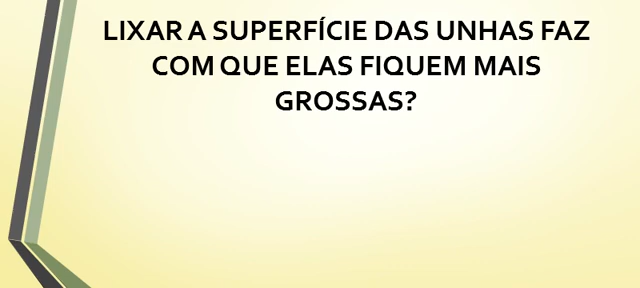 LIXAR A SUPERFÍCIE DAS UNHAS FAZ
COM QUE ELAS FIQUEM MAIS
GROSSAS?